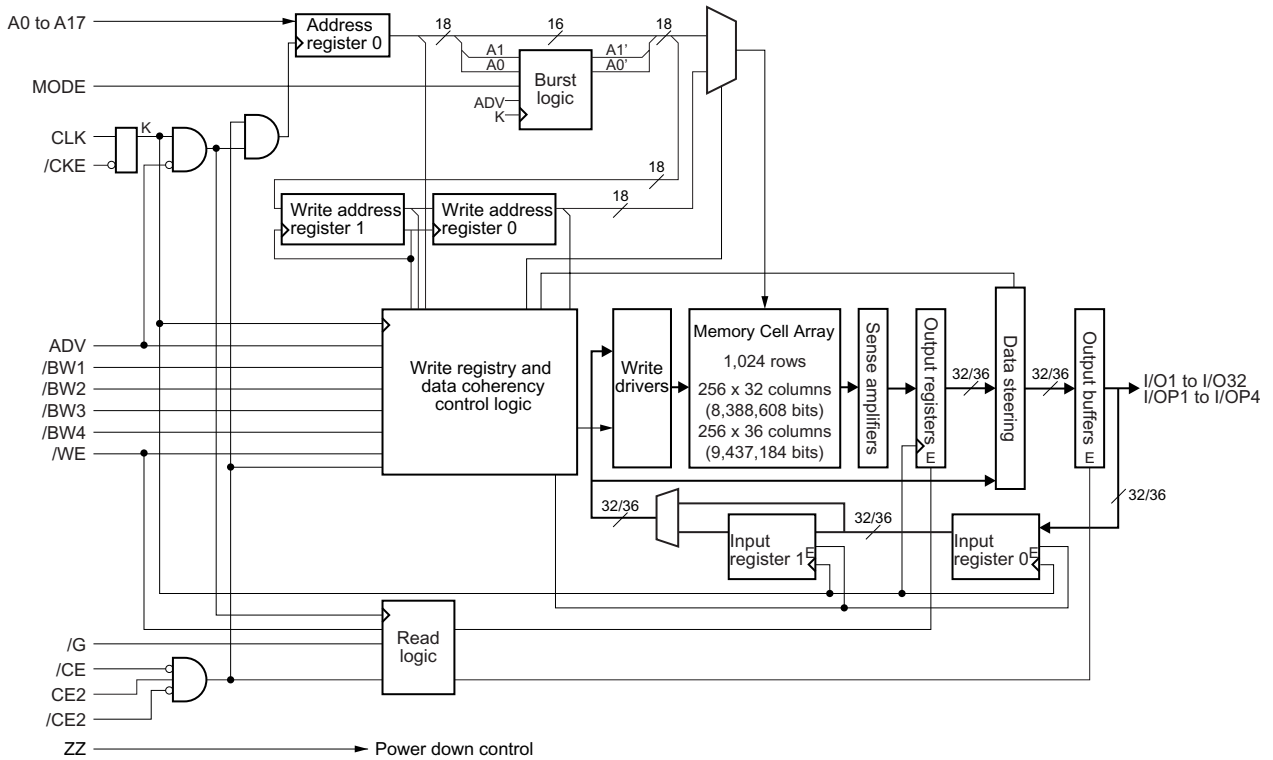 A0 to A17
Address
register 0
18
16
18
A1
A0
A1’
A0’
Burst
logic
MODE
ADV
K
CLK
K
/CKE
18
Write address
register 1
Write address
register 0
18
ADV
/BW1
/BW2
/BW3
/BW4
/WE
Write registry and
data coherency
control logic
Write
drivers
Memory Cell Array
1,024 rows
256 x 32 columns
(8,388,608 bits)
256 x 36 columns
(9,437,184 bits)
Sense amplifiers
Output registers
E
32/36
Data steering
32/36
Output buffers
E
I/O1 to I/O32
I/OP1 to I/OP4
32/36
32/36
32/36
Input
register 1
E
Input
register 0
E
/G
/CE
CE2
/CE2
Read
logic
ZZ
Power down control